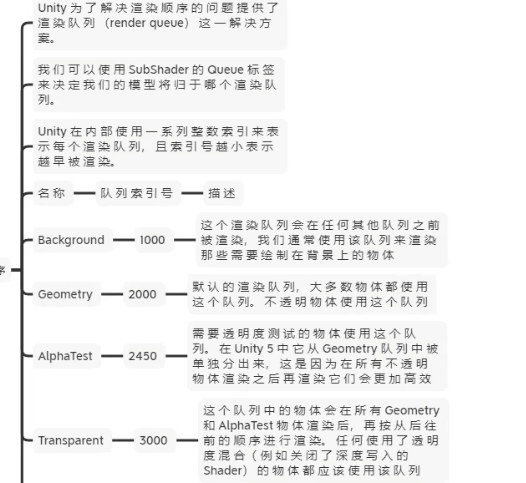 Unity 为了解决渲染顺序的问题提供了
渲染队列 （render queue） 这一解决方
案。
我们可以使用 SubShader 的 Queue 标签
来决定我们的模型将归于哪个渲染队
列。
Unity 在内部使用一系列整数索引来表
示每个渲染队列，且索引号越小表示
越早被渲染。
名称 队列索引号 描述
这个渲染队列会在任何其他队列之前
被渲染，我们通常使用该队列来渲染
那些需要绘制在背景上的物体
Background 1000
默认的渲染队列，大多数物体都使用
这个队列。不透明物体使用这个队列
Geometry 2000
需要透明度测试的物体使用这个队
列。在 Unity 5 中它从 Geometry 队列中被
单独分出来，这是因为在所有不透明
物体渲染之后再渲染它们会更加高效
AlphaTest 2450
这个队列中的物体会在所有 Geometry
和 AlphaTest 物体渲染后，再按从后往
前的顺序进行渲染。任何使用了透明
度混合（例如关闭了深度写入的
Shader）的物体都应该使用该队列
Transparent 3000